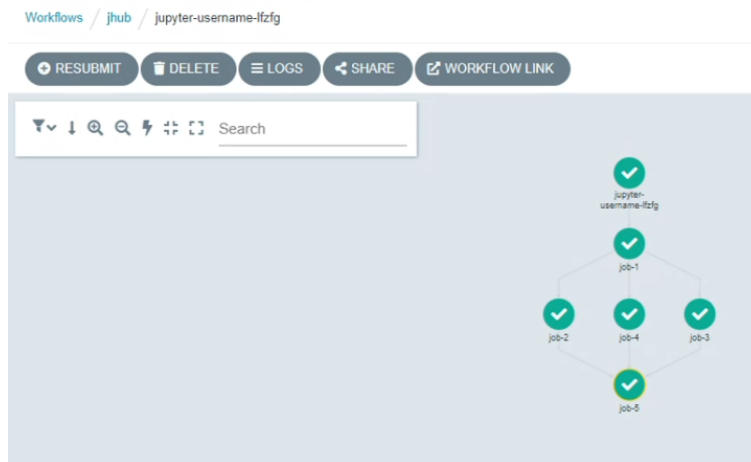 Workflows / jhub / jupyter-username-lfzfg
RESUBMIT DELETE LOGS SHARE WORKFLOW LINK
Search
jupyter-
username-lfzfg
job-1
job-2 job-4 job-3
job-5